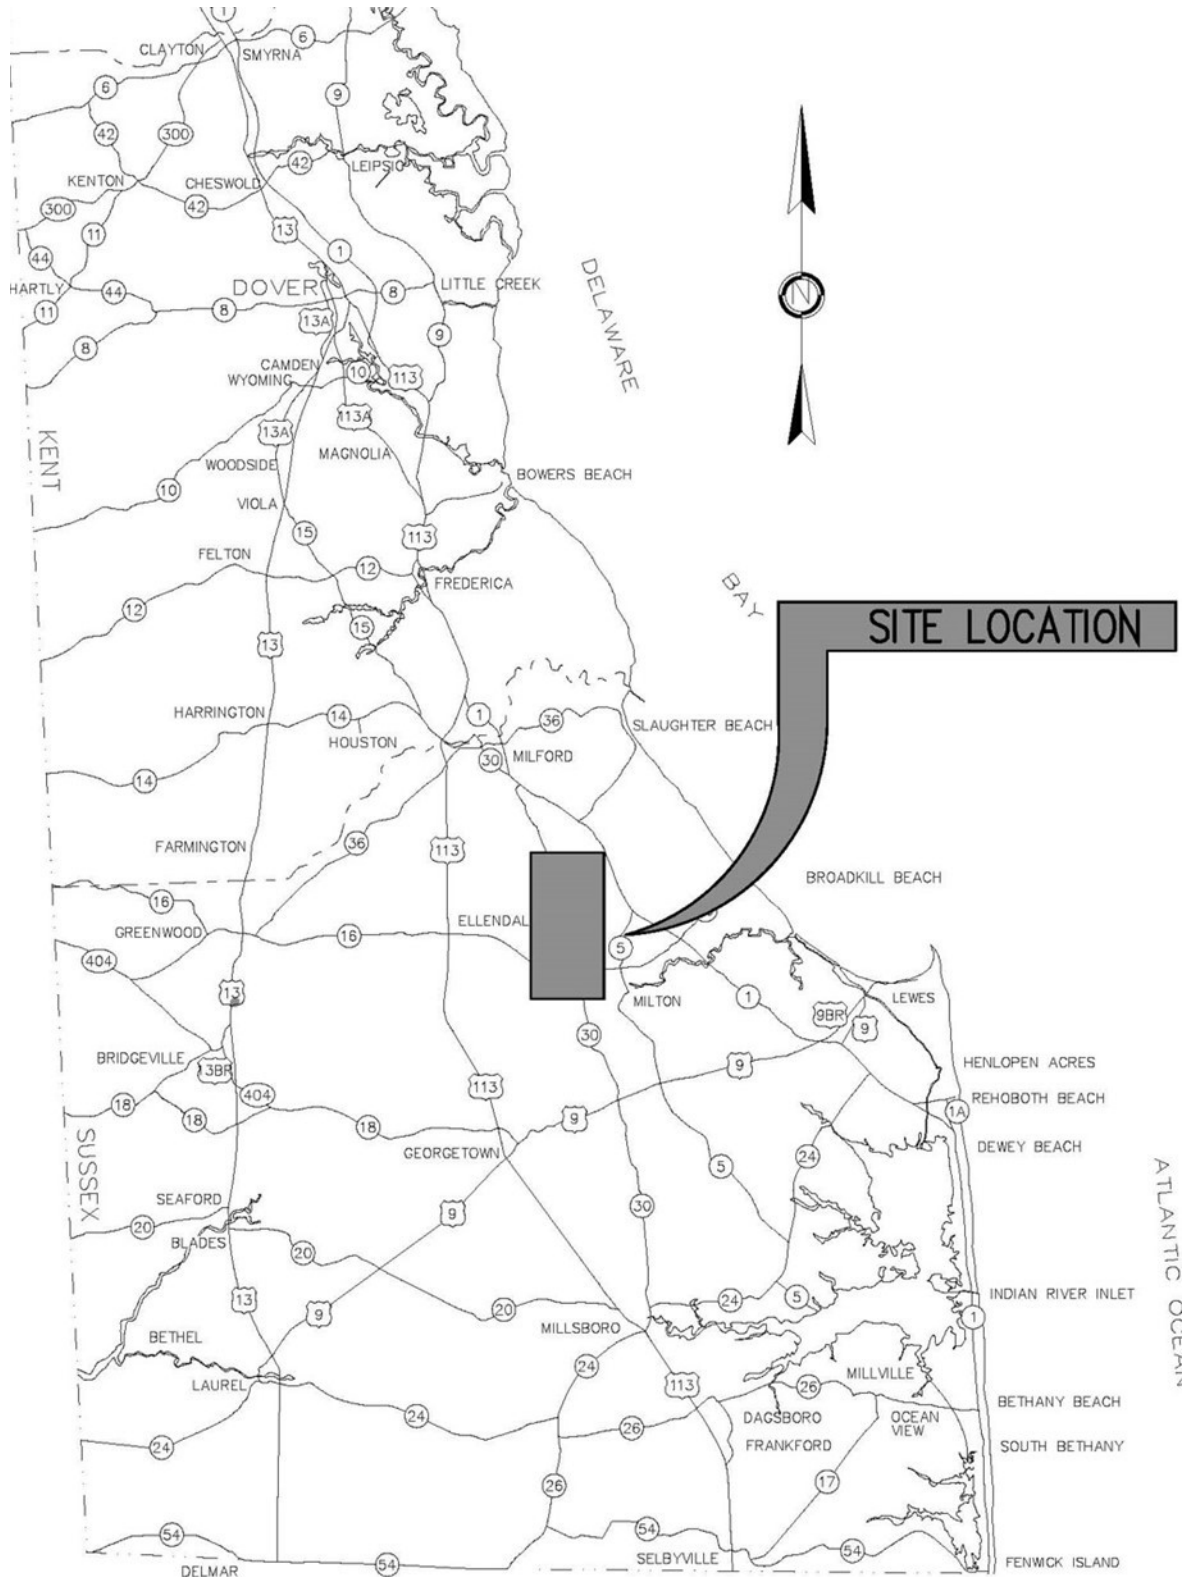 1
6
CLAYTON
SMYRNA
6
9
42
300
LEIPSIC
42
KENTON
CHESWOLD
42
300
11
13
1
44
DELAWARE
N
HARTLY
44
DOVER
8
LITTLE CREEK
11
8
13A
9
8
CAMDEN
WYOMING
10
113
KENT
13A
113A
WOODSIDE
MAGNOLIA
BOWERS BEACH
10
VIOLA
15
113
FELTON
12
FREDERICA
BAY
12
15
SITE LOCATION
13
HARRINGTON
14
HOUSTON
1
36
SLAUGHTER BEACH
30
MILFORD
14
FARMINGTON
36
113
BROADKILL BEACH
16
GREENWOOD
16
ELLENDAL
5
404
13
MILTON
1
LEWES
9BR
9
30
BRIDGEVILLE
13BR
9
HENLOPEN ACRES
404
113
REHOBOTH BEACH
18
18
18
9
1A
GEORGETOWN
DEWEY BEACH
SUSSEX
5
24
ATLANTIC OCEAN
SEAFORD
30
20
9
BLADES
20
13
9
20
24
5
INDIAN RIVER INLET
1
BETHEL
MILLSBORO
24
MILLVILLE
LAUREL
113
26
BETHANY BEACH
24
DAGSBORO
OCEAN
VIEW
24
26
FRANKFORD
SOUTH BETHANY
26
17
54
54
54
54
SELBYVILLE
DELMAR
FENWICK ISLAND